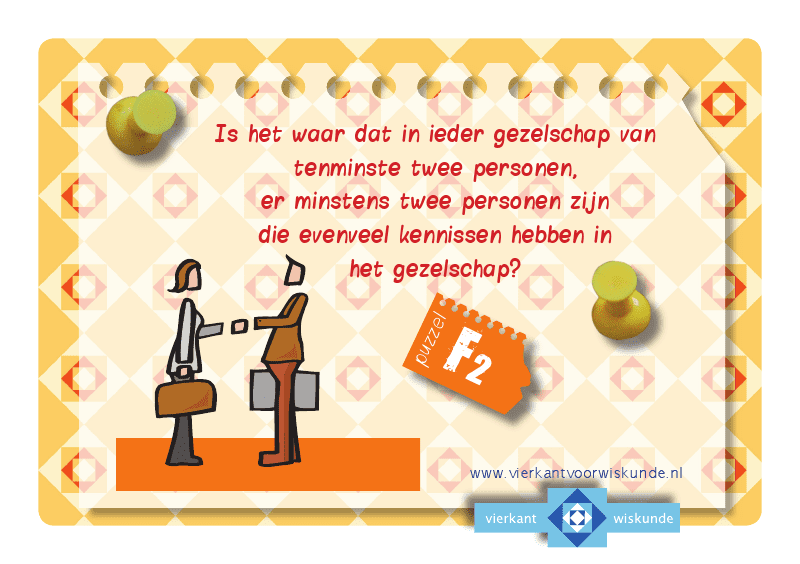 Is het waar dat in ieder gezelschap van
tenminste twee personen,
er minstens twee personen zijn
die evenveel kennissen hebben in
het gezelschap?
puzzel
F2
www.vierkantvoorwiskunde.nl
vierkant wiskunde